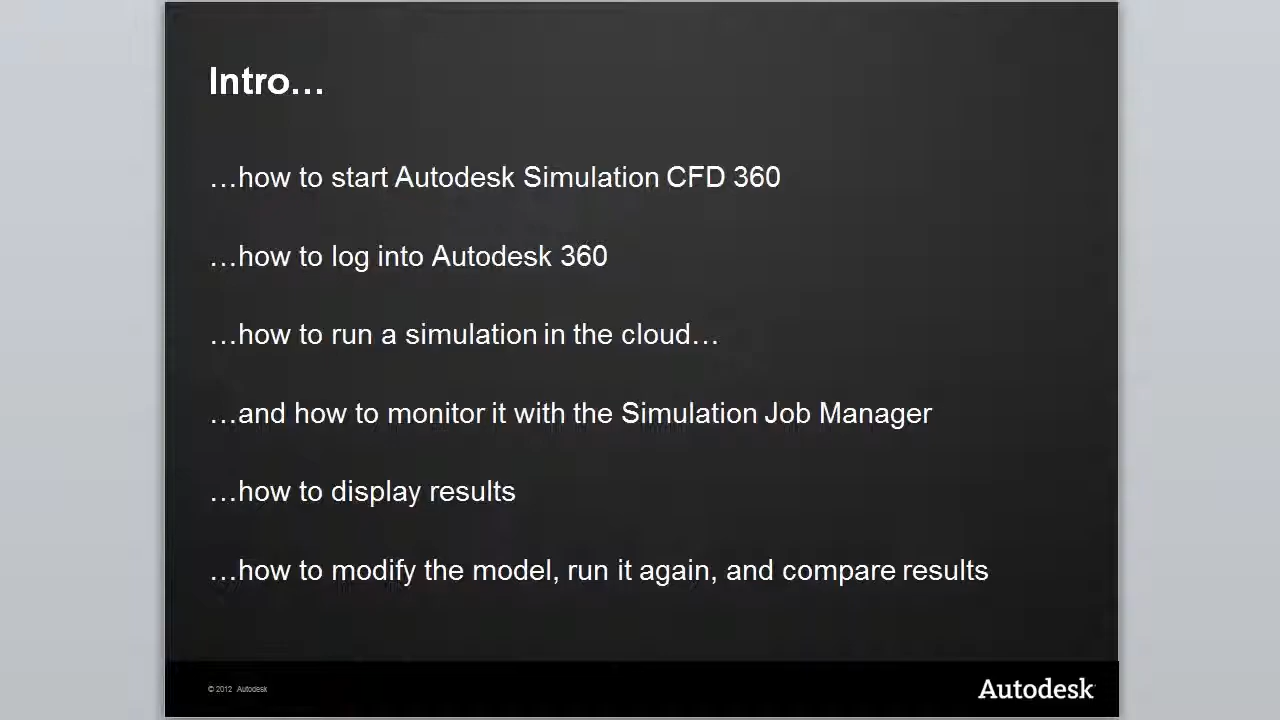 Intro…
…how to start Autodesk Simulation CFD 360
…how to log into Autodesk 360
…how to run a simulation in the cloud…
…and how to monitor it with the Simulation Job Manager
…how to display results
…how to modify the model, run it again, and compare results
© 2012 Autodesk
Autodesk